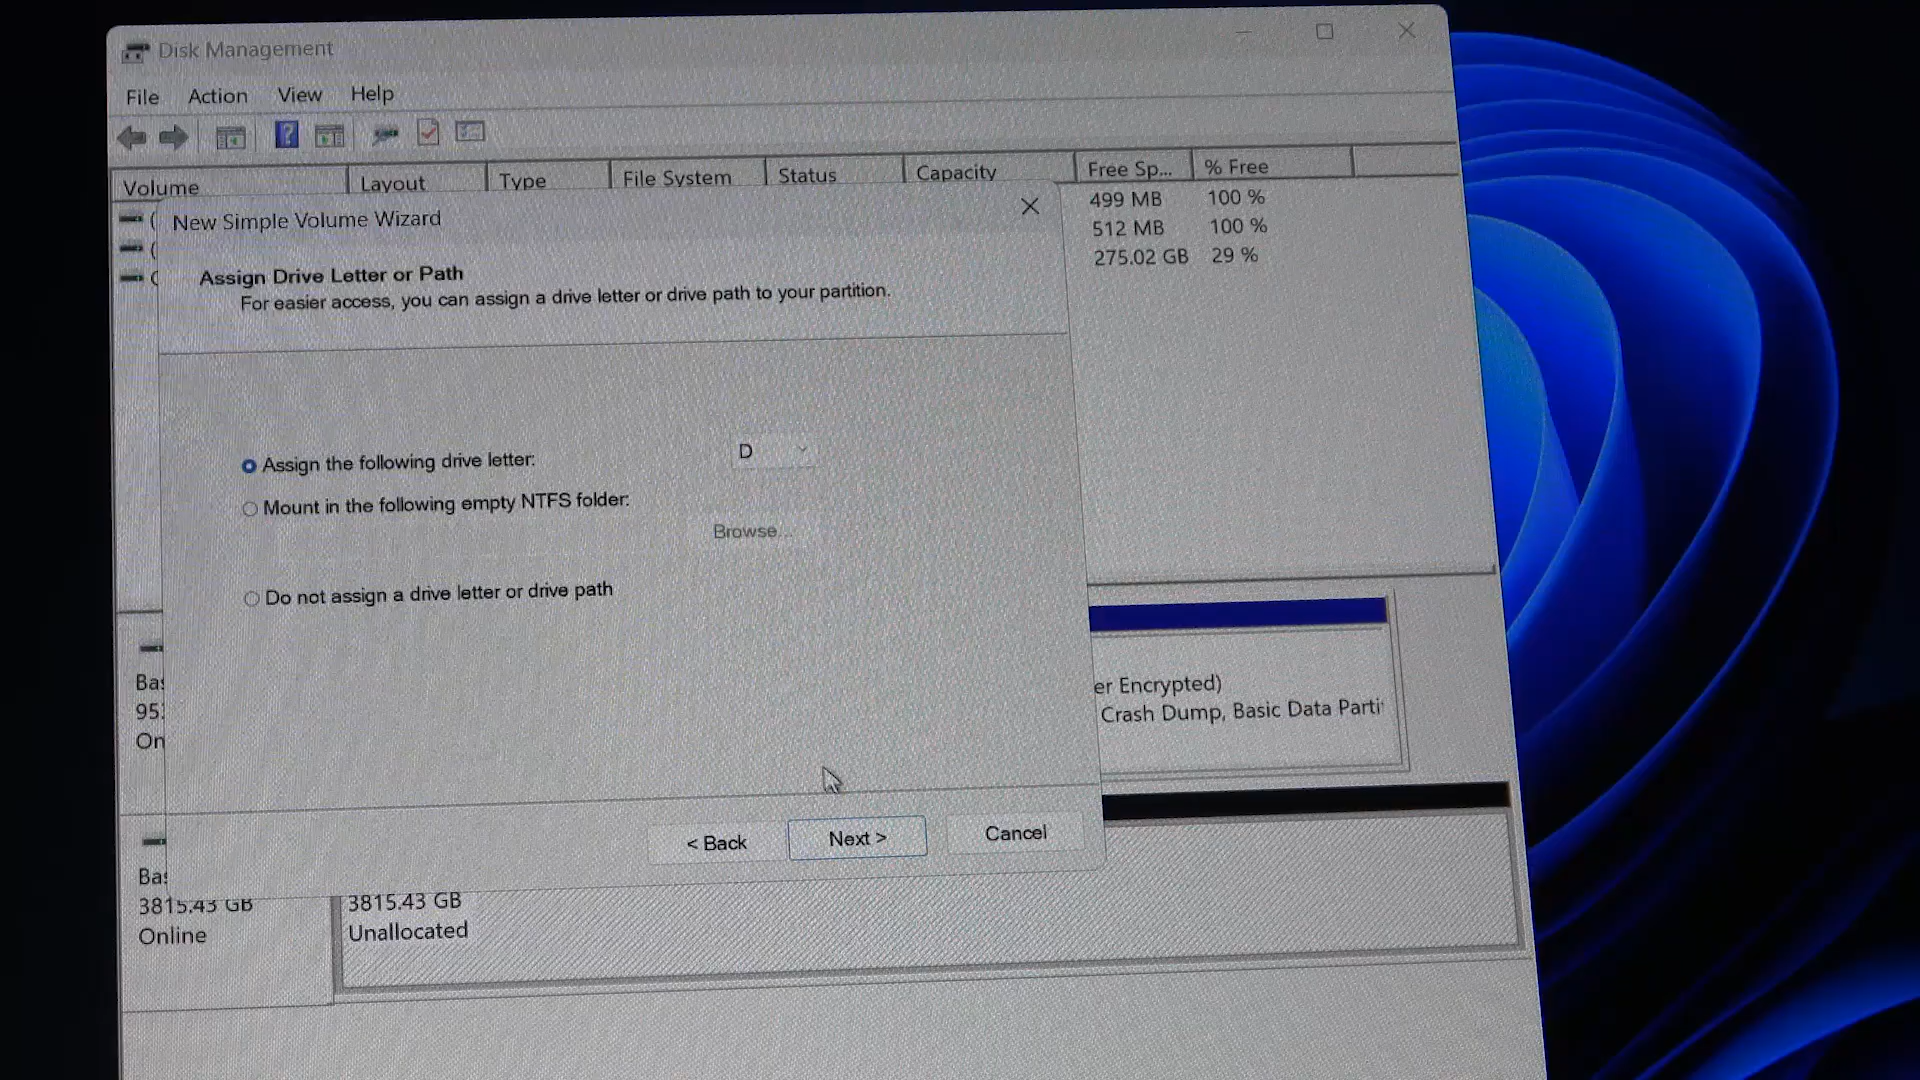 Disk Management
File Action View Help
Volume Layout Type File System Status Capacity Free Sp... % Free
499 MB 100 %
512 MB 100 %
275.02 GB 29 %
New Simple Volume Wizard
Assign Drive Letter or Path
For easier access, you can assign a drive letter or drive path to your partition.
Assign the following drive letter: D
Mount in the following empty NTFS folder:
Browse...
Do not assign a drive letter or drive path
< Back Next > Cancel
er Encrypted)
Crash Dump, Basic Data Parti
Bas
95
On
Bas
3815.43 GB
Online
3815.43 GB
Unallocated